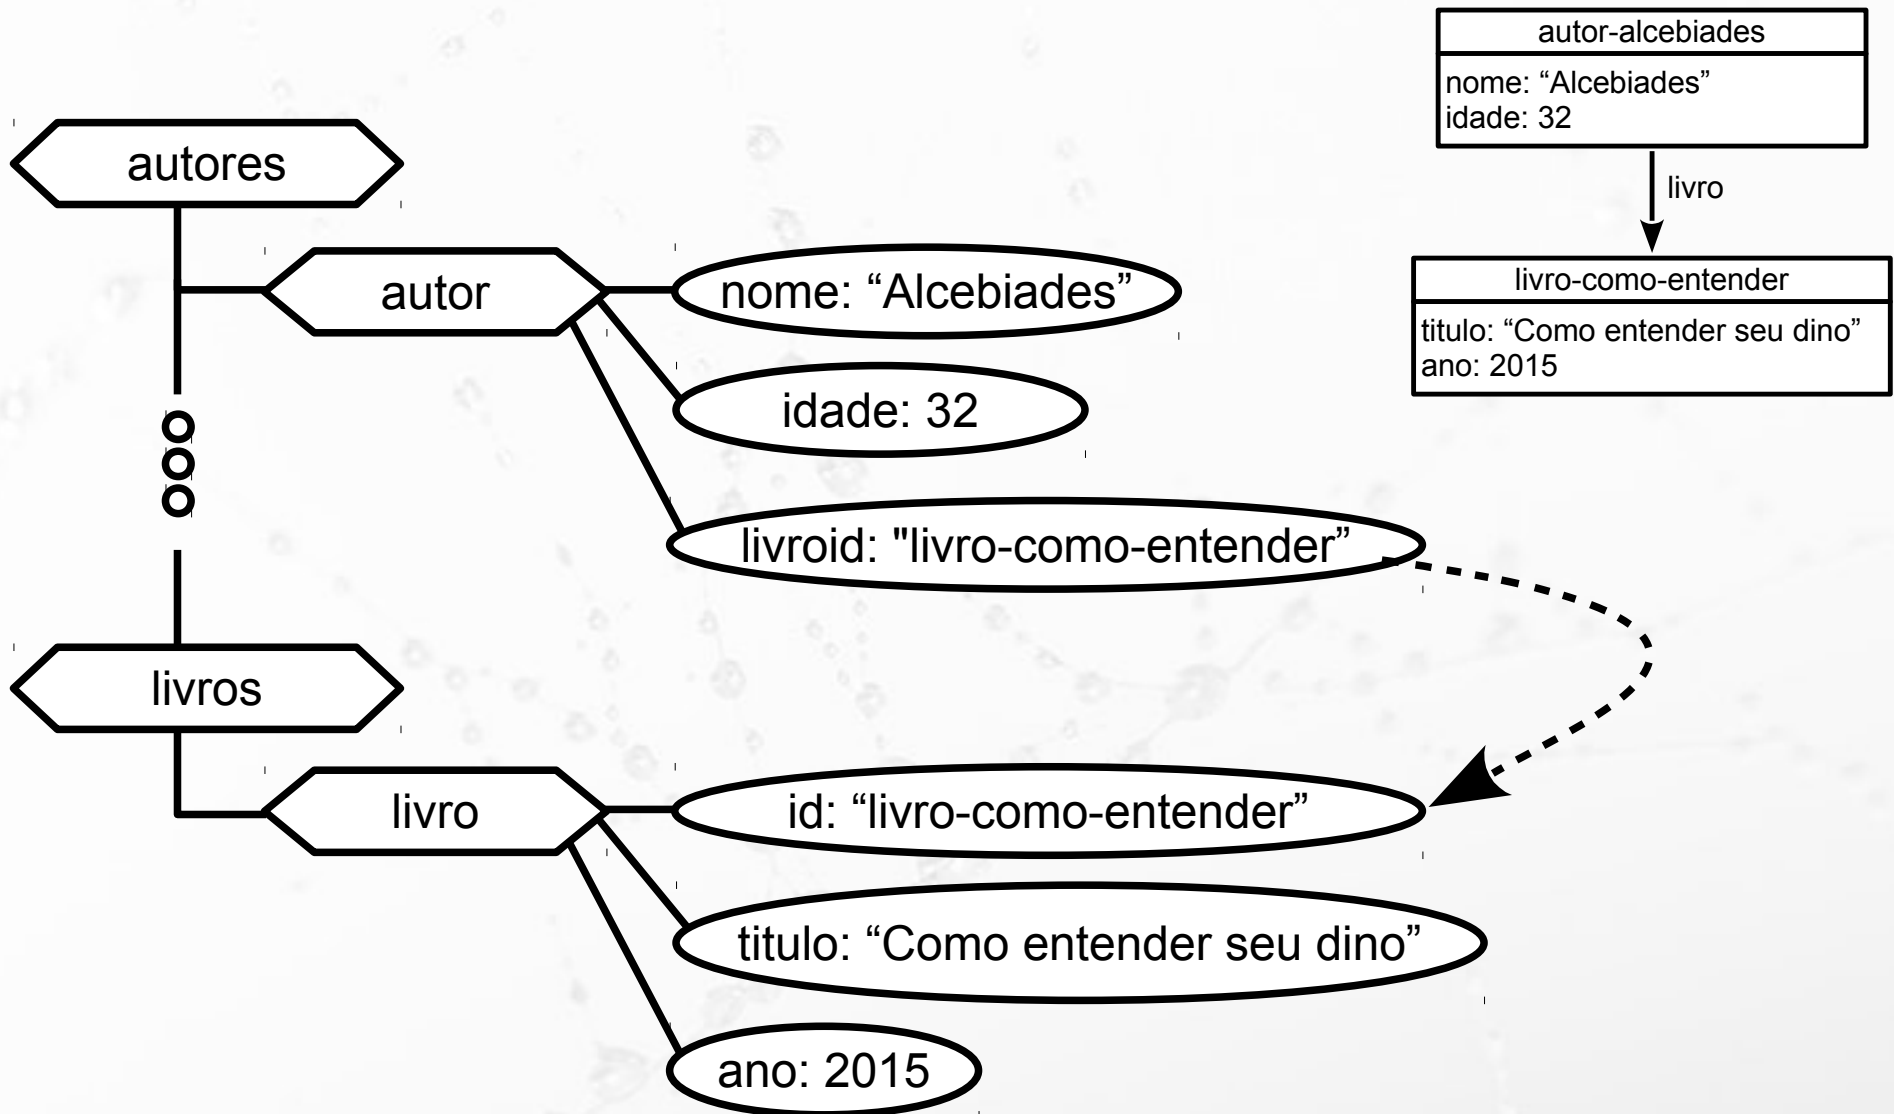 autor-alcebiades
nome: “Alcebiades”
idade: 32
livro
livro-como-entender
titulo: “Como entender seu dino”
ano: 2015
autores
autor
nome: “Alcebiades”
idade: 32
livroid: "livro-como-entender”
livros
livro
id: “livro-como-entender”
titulo: “Como entender seu dino”
ano: 2015